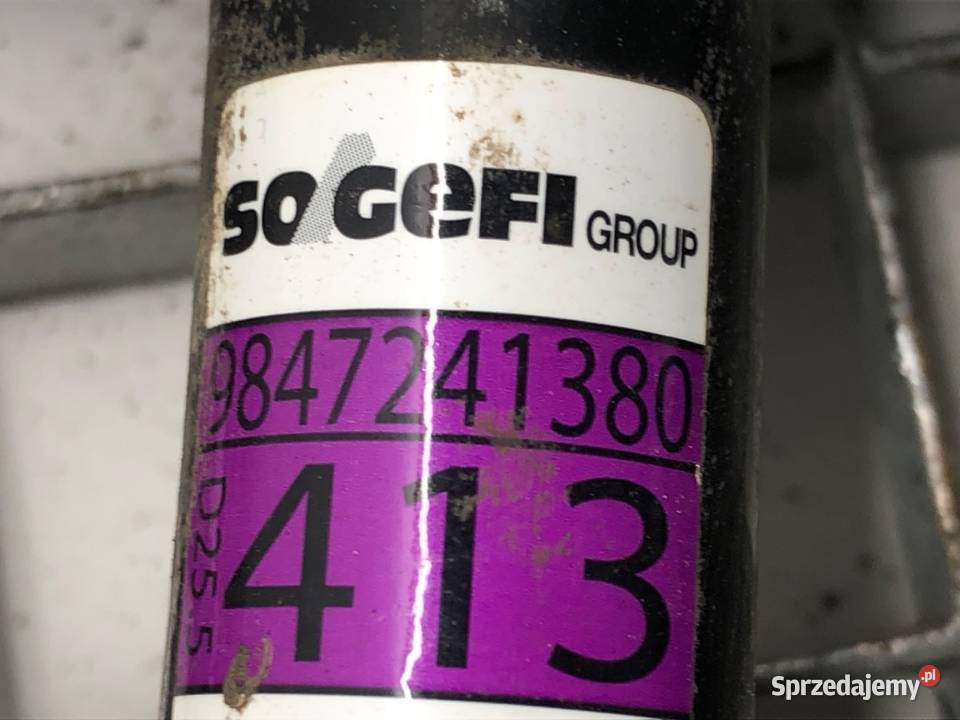 SOGEFI GROUP
9847241380
D25.5
413
Sprzedajemy.pl